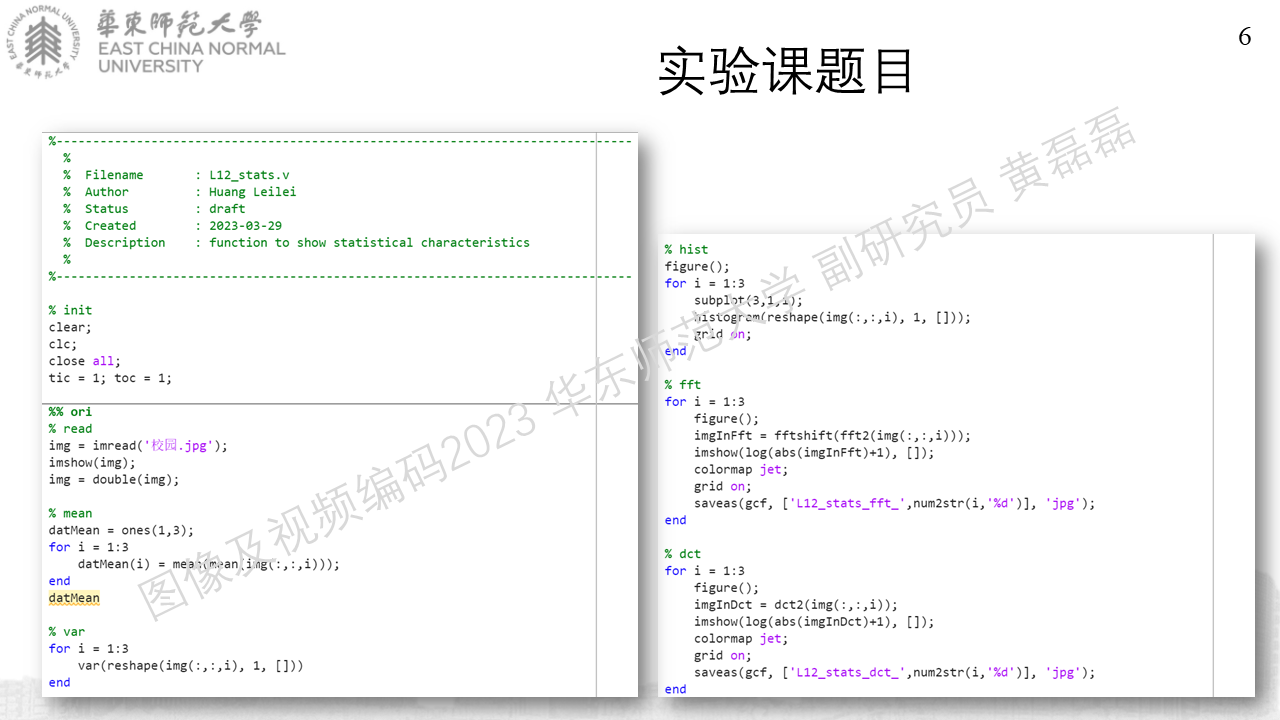 華東師範大學
EAST CHINA NORMAL
UNIVERSITY
EAST CHINA NORMAL UNIVERSITY
華東師范大學
6
实验课题目
%-------------------------------------------------------------------------------
%
% Filename : L12_stats.v
% Author : Huang Leilei
% Status : draft
% Created : 2023-03-29
% Description : function to show statistical characteristics
%
%-------------------------------------------------------------------------------
% init
clear;
clc;
close all;
tic = 1; toc = 1;
%% ori
% read
img = imread('校园.jpg');
imshow(img);
img = double(img);
% mean
datMean = ones(1,3);
for i = 1:3
datMean(i) = mean(mean(img(:,:,i)));
end
datMean
% var
for i = 1:3
var(reshape(img(:,:,i), 1, []))
end
% hist
figure();
for i = 1:3
subplot(3,1,i);
histogram(reshape(img(:,:,i), 1, []));
grid on;
end
% fft
for i = 1:3
figure();
imgInFft = fftshift(fft2(img(:,:,i)));
imshow(log(abs(imgInFft)+1), []);
colormap jet;
grid on;
saveas(gcf, ['L12_stats_fft_',num2str(i,'%d')], 'jpg');
end
% dct
for i = 1:3
figure();
imgInDct = dct2(img(:,:,i));
imshow(log(abs(imgInDct)+1), []);
colormap jet;
grid on;
saveas(gcf, ['L12_stats_dct_',num2str(i,'%d')], 'jpg');
end
图像及视频编码2023 华东师范大学 副研究员 黄磊磊